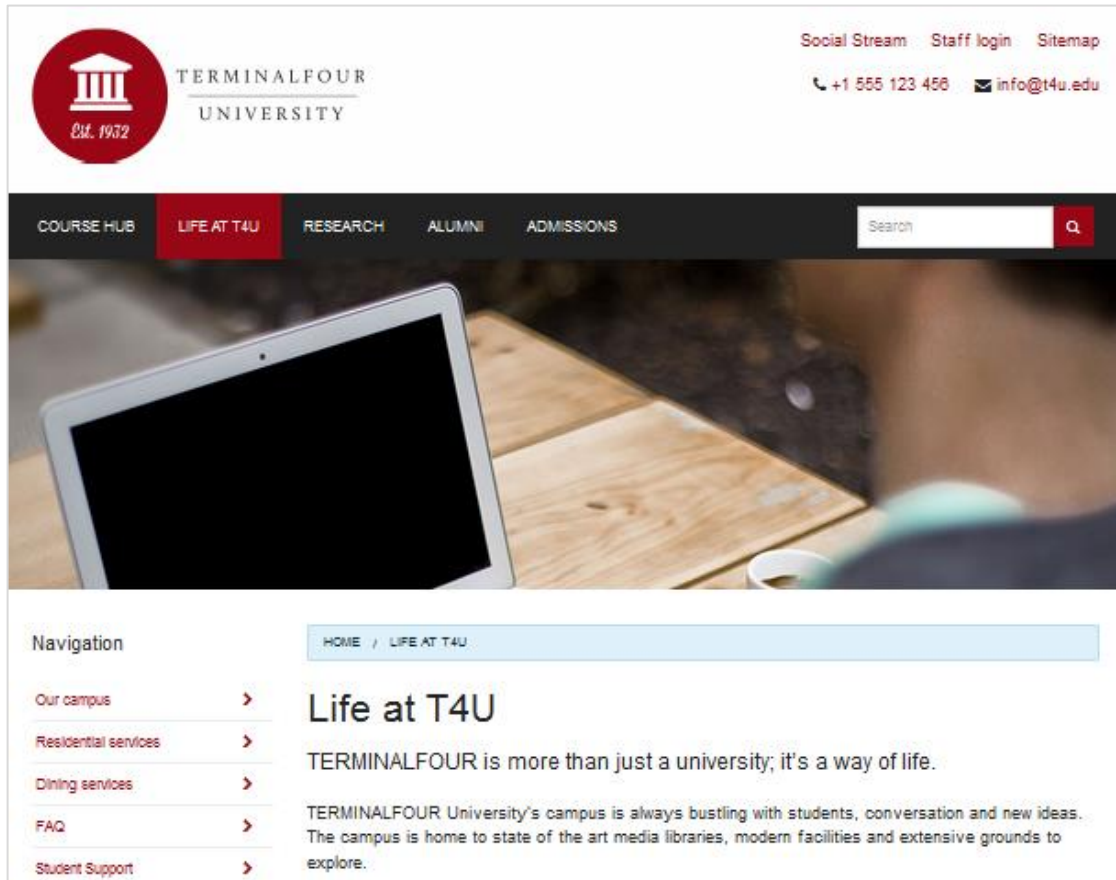 Social Stream Staff login Sitemap
+1 555 123 456 info@t4u.edu
TERMINALFOUR
UNIVERSITY
Est. 1932
COURSE HUB LIFE AT T4U RESEARCH ALUMNI ADMISSIONS Search
Navigation
Our campus
Residential services
Dining services
FAQ
Student Support
HOME / LIFE AT T4U
Life at T4U
TERMINALFOUR is more than just a university; it's a way of life.
TERMINALFOUR University's campus is always bustling with students, conversation and new ideas.
The campus is home to state of the art media libraries, modern facilities and extensive grounds to
explore.